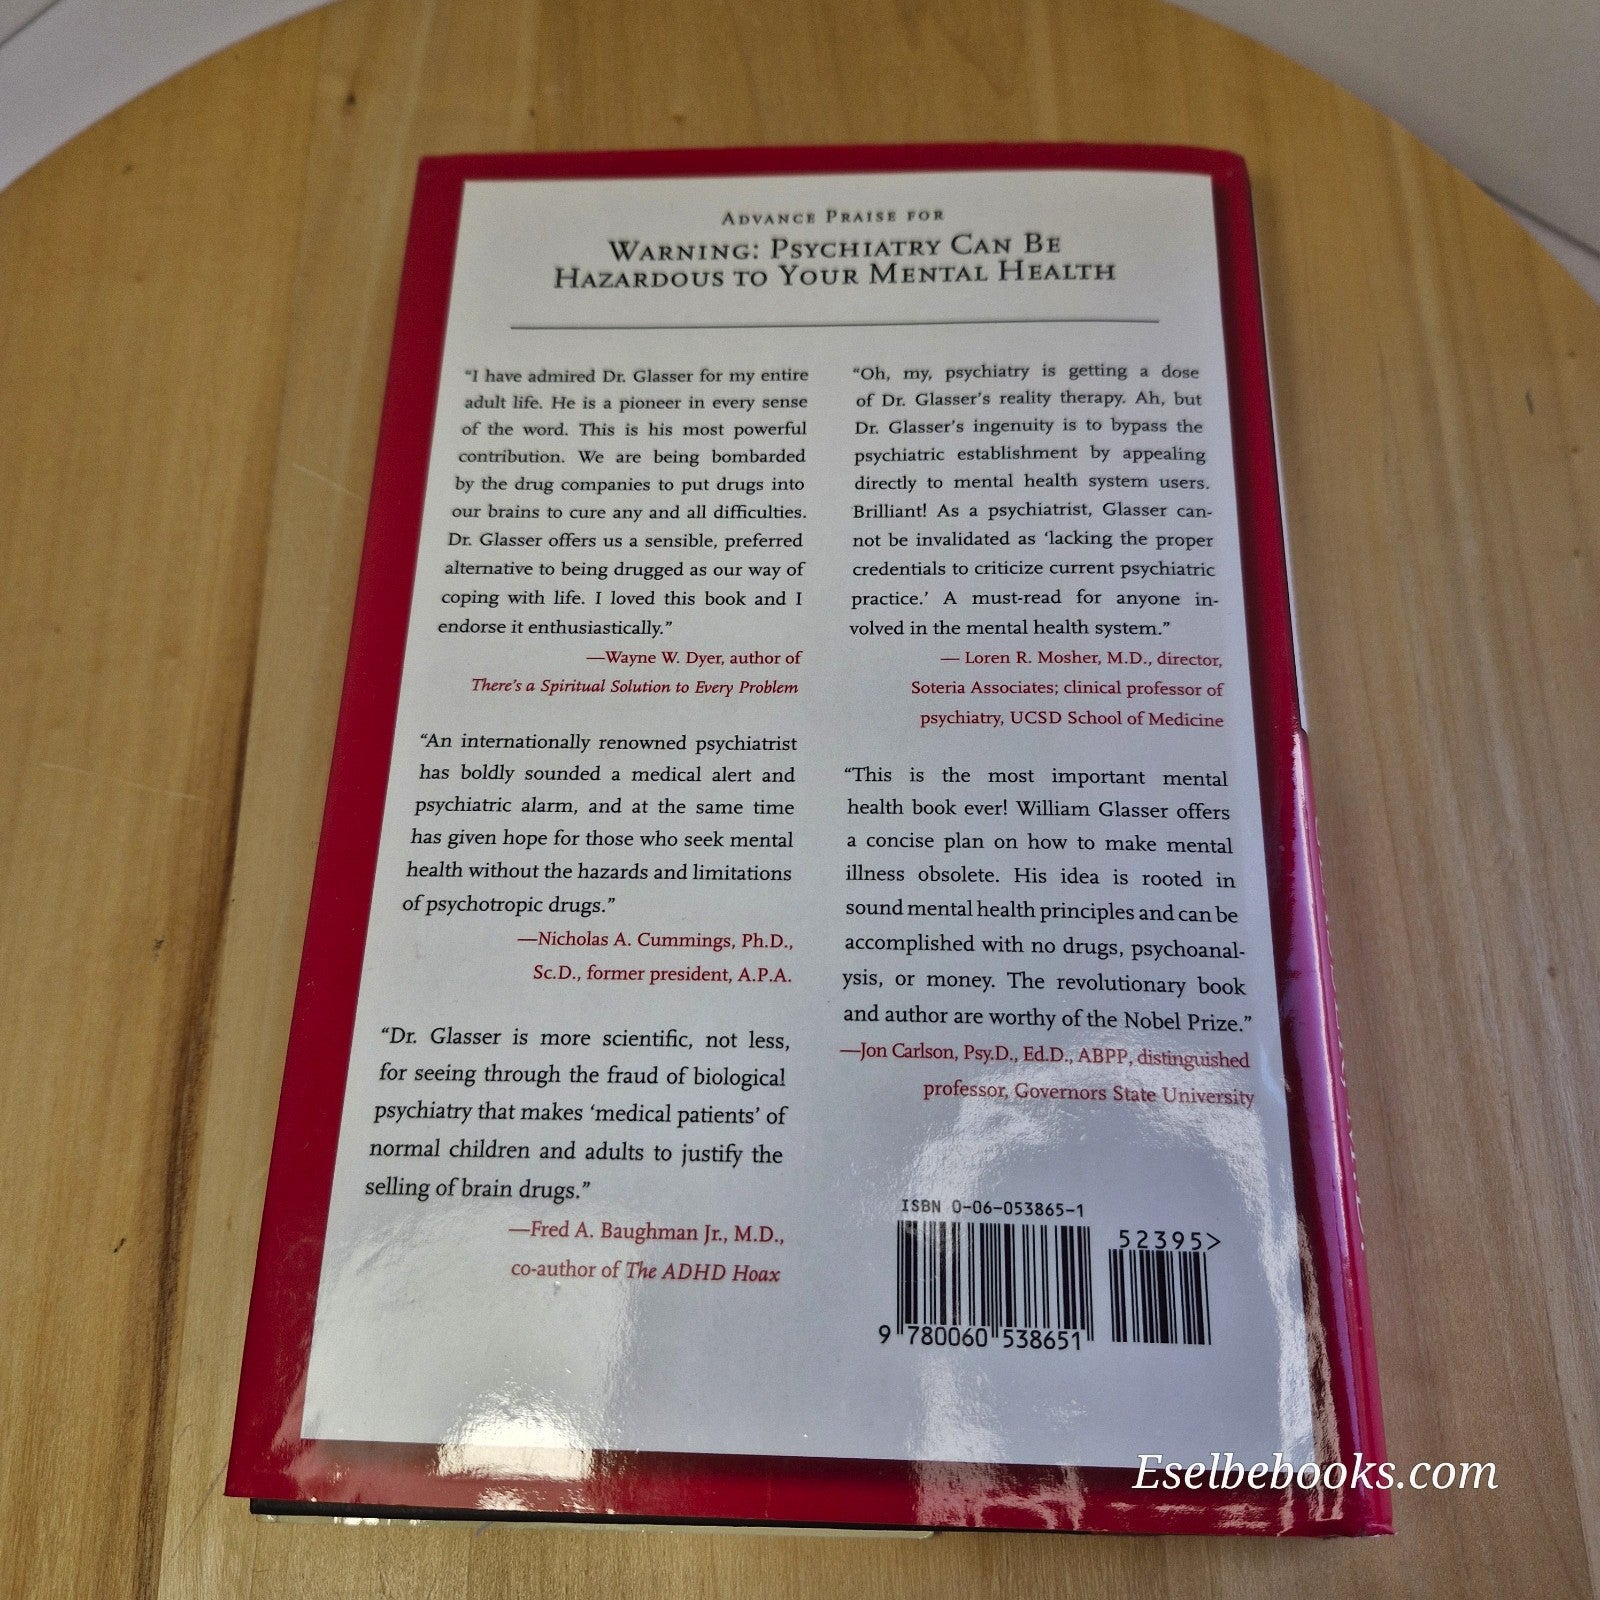 ADVANCE PRAISE FOR
WARNING: PSYCHIATRY CAN BE
HAZARDOUS TO YOUR MENTAL HEALTH
“I have admired Dr. Glasser for my entire
adult life. He is a pioneer in every sense
of the word. This is his most powerful
contribution. We are being bombarded
by the drug companies to put drugs into
our brains to cure any and all difficulties.
Dr. Glasser offers us a sensible, preferred
alternative to being drugged as our way of
coping with life. I loved this book and I
endorse it enthusiastically.”
—Wayne W. Dyer, author of
There's a Spiritual Solution to Every Problem
“An internationally renowned psychiatrist
has boldly sounded a medical alert and
psychiatric alarm, and at the same time
has given hope for those who seek mental
health without the hazards and limitations
of psychotropic drugs.”
—Nicholas A. Cummings, Ph.D.,
Sc.D., former president, A.P.A.
“Dr. Glasser is more scientific, not less,
for seeing through the fraud of biological
psychiatry that makes ‘medical patients’ of
normal children and adults to justify the
selling of brain drugs.”
—Fred A. Baughman Jr., M.D.,
co-author of The ADHD Hoax
“Oh, my, psychiatry is getting a dose
of Dr. Glasser's reality therapy. Ah, but
Dr. Glasser's ingenuity is to bypass the
psychiatric establishment by appealing
directly to mental health system users.
Brilliant! As a psychiatrist, Glasser can-
not be invalidated as ‘lacking the proper
credentials to criticize current psychiatric
practice.’ A must-read for anyone in-
volved in the mental health system.”
— Loren R. Mosher, M.D., director,
Soteria Associates; clinical professor of
psychiatry, UCSD School of Medicine
“This is the most important mental
health book ever! William Glasser offers
a concise plan on how to make mental
illness obsolete. His idea is rooted in
sound mental health principles and can be
accomplished with no drugs, psychoanal-
ysis, or money. The revolutionary book
and author are worthy of the Nobel Prize.”
—Jon Carlson, Psy.D., Ed.D., ABPP, distinguished
professor, Governors State University
ISBN 0-06-053865-1
52395>
9 780060 538651
Eselbebooks.com